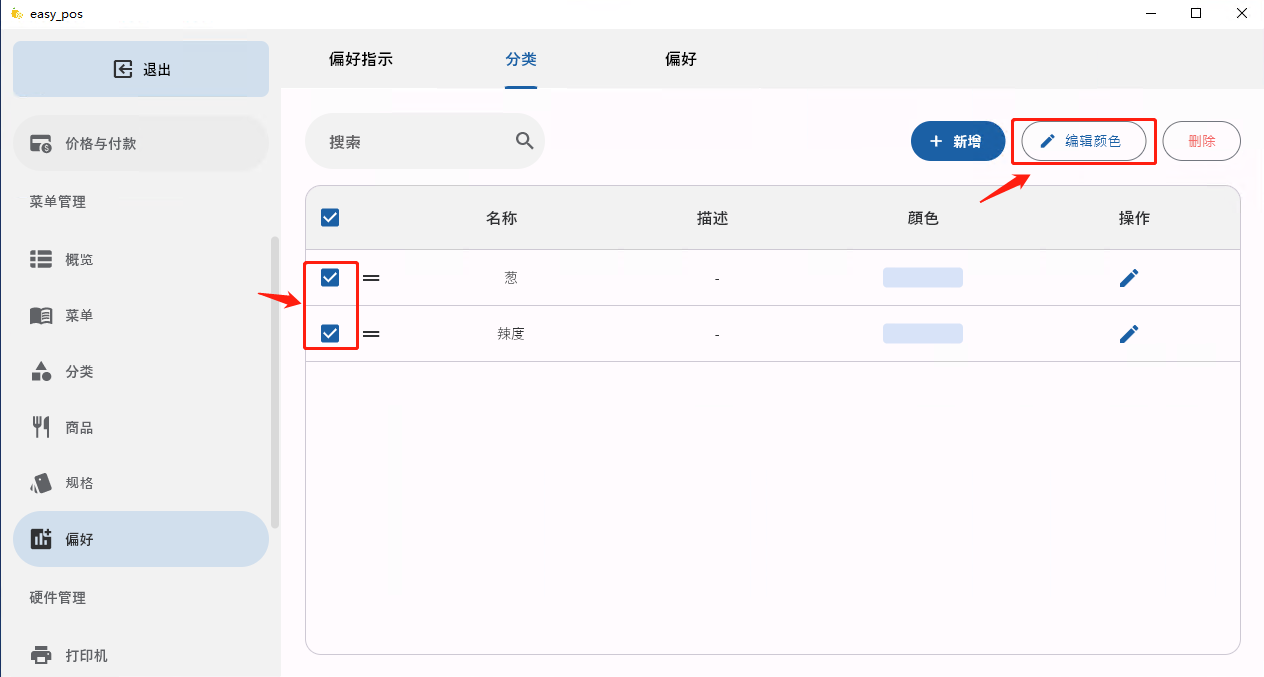 easy_pos
退出
价格与付款
菜单管理
概览
菜单
分类
商品
规格
偏好
硬件管理
打印机
偏好指示
分类
偏好
搜索
新增
编辑颜色
删除
名称
描述
顔色
操作
葱
-
辣度
-